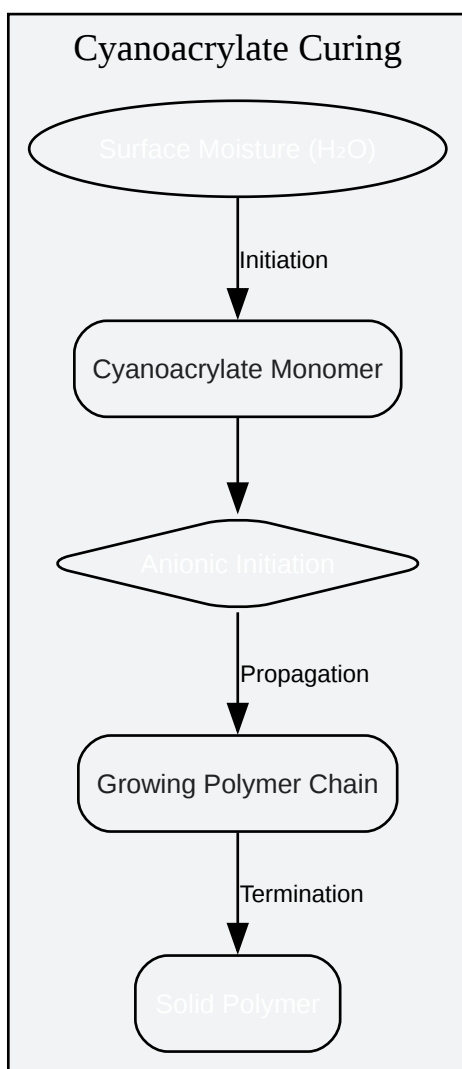 Cyanoacrylate Curing
Surface Moisture (H₂O)
Initiation
Cyanoacrylate Monomer
Anionic Initiation
Propagation
Growing Polymer Chain
Termination
Solid Polymer